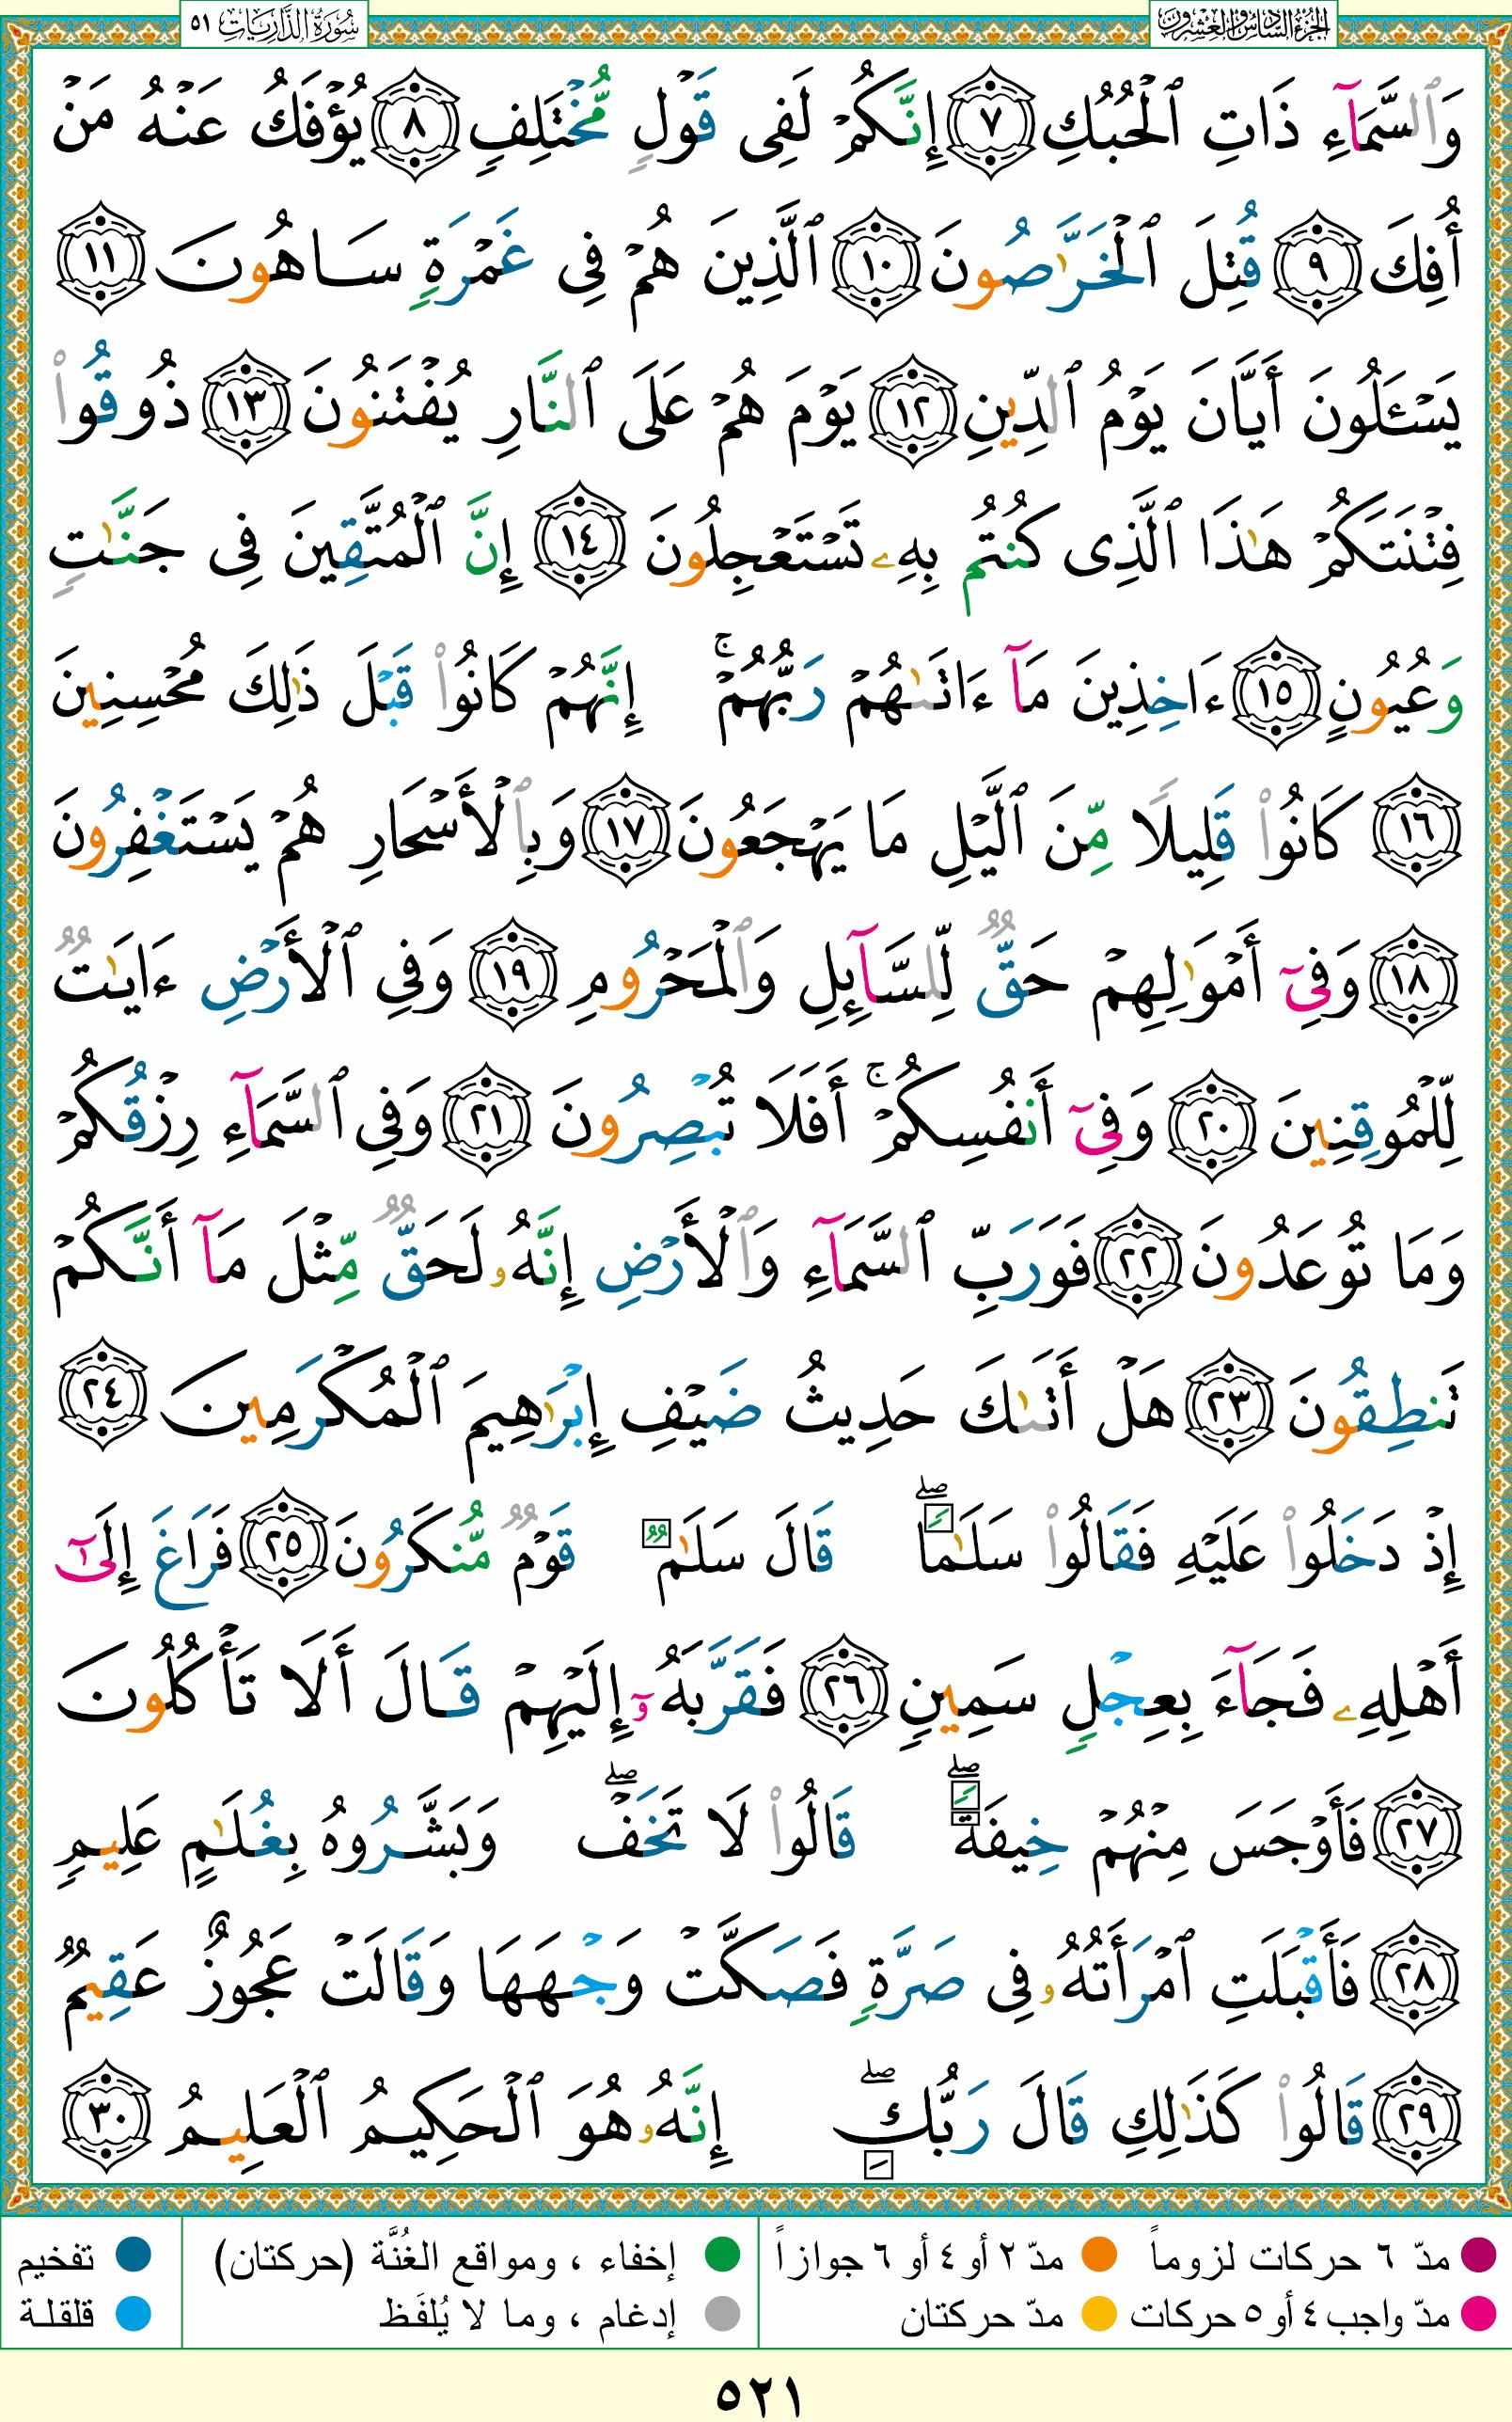 الجزء السادس والعشرون
سُورَةُ الذَّارِيَاتِ ٥١
وَٱلسَّمَآءِ ذَاتِ ٱلۡحُبُكِ ٧ إِنَّكُمۡ لَفِى قَوۡلٍ مُّخۡتَلِفٍ ٨ يُؤۡفَكُ عَنۡهُ مَنۡ
أُفِكَ ٩ قُتِلَ ٱلۡخَرَّٰصُونَ ١٠ ٱلَّذِينَ هُمۡ فِى غَمۡرَةٍ سَاهُونَ ١١
يَسۡـَٔلُونَ أَيَّانَ يَوۡمُ ٱلدِّينِ ١٢ يَوۡمَ هُمۡ عَلَى ٱلنَّارِ يُفۡتَنُونَ ١٣ ذُوقُواْ
فِتۡنَتَكُمۡ هَٰذَا ٱلَّذِى كُنتُم بِهِۦ تَسۡتَعۡجِلُونَ ١٤ إِنَّ ٱلۡمُتَّقِينَ فِى جَنَّٰتٍ
وَعُيُونٍ ١٥ ءَاخِذِينَ مَآ ءَاتَىٰهُمۡ رَبُّهُمۡۚ إِنَّهُمۡ كَانُواْ قَبۡلَ ذَٰلِكَ مُحۡسِنِينَ
١٦ كَانُواْ قَلِيلًا مِّنَ ٱلَّيۡلِ مَا يَهۡجَعُونَ ١٧ وَبِٱلۡأَسۡحَارِ هُمۡ يَسۡتَغۡفِرُونَ
١٨ وَفِىٓ أَمۡوَٰلِهِمۡ حَقٌّ لِّلسَّآئِلِ وَٱلۡمَحۡرُومِ ١٩ وَفِى ٱلۡأَرۡضِ ءَايَٰتٌ
لِّلۡمُوقِنِينَ ٢٠ وَفِىٓ أَنفُسِكُمۡۚ أَفَلَا تُبۡصِرُونَ ٢١ وَفِى ٱلسَّمَآءِ رِزۡقُكُمۡ
وَمَا تُوعَدُونَ ٢٢ فَوَرَبِّ ٱلسَّمَآءِ وَٱلۡأَرۡضِ إِنَّهُۥ لَحَقٌّ مِّثۡلَ مَآ أَنَّكُمۡ
تَنطِقُونَ ٢٣ هَلۡ أَتَىٰكَ حَدِيثُ ضَيۡفِ إِبۡرَٰهِيمَ ٱلۡمُكۡرَمِينَ ٢٤
إِذۡ دَخَلُواْ عَلَيۡهِ فَقَالُواْ سَلَٰمًاۖ قَالَ سَلَٰمٌ قَوۡمٌ مُّنكَرُونَ ٢٥ فَرَاغَ إِلَىٰٓ
أَهۡلِهِۦ فَجَآءَ بِعِجۡلٍ سَمِينٍ ٢٦ فَقَرَّبَهُۥٓ إِلَيۡهِمۡ قَالَ أَلَا تَأۡكُلُونَ
٢٧ فَأَوۡجَسَ مِنۡهُمۡ خِيفَةًۖ قَالُواْ لَا تَخَفۡۖ وَبَشَّرُوهُ بِغُلَٰمٍ عَلِيمٍ
٢٨ فَأَقۡبَلَتِ ٱمۡرَأَتُهُۥ فِى صَرَّةٍ فَصَكَّتۡ وَجۡهَهَا وَقَالَتۡ عَجُوزٌ عَقِيمٌ
٢٩ قَالُواْ كَذَٰلِكِ قَالَ رَبُّكِۖ إِنَّهُۥ هُوَ ٱلۡحَكِيمُ ٱلۡعَلِيمُ ٣٠
مدّ ٦ حركات لزوماً مدّ ٢ أو ٤ أو ٦ جوازاً إخفاء ، ومواقع الغُنَّة (حركتان) تفخيم
مدّ واجب ٤ أو ٥ حركات مدّ حركتان إدغام ، وما لا يُلفَظ قلقلة
٥٢١